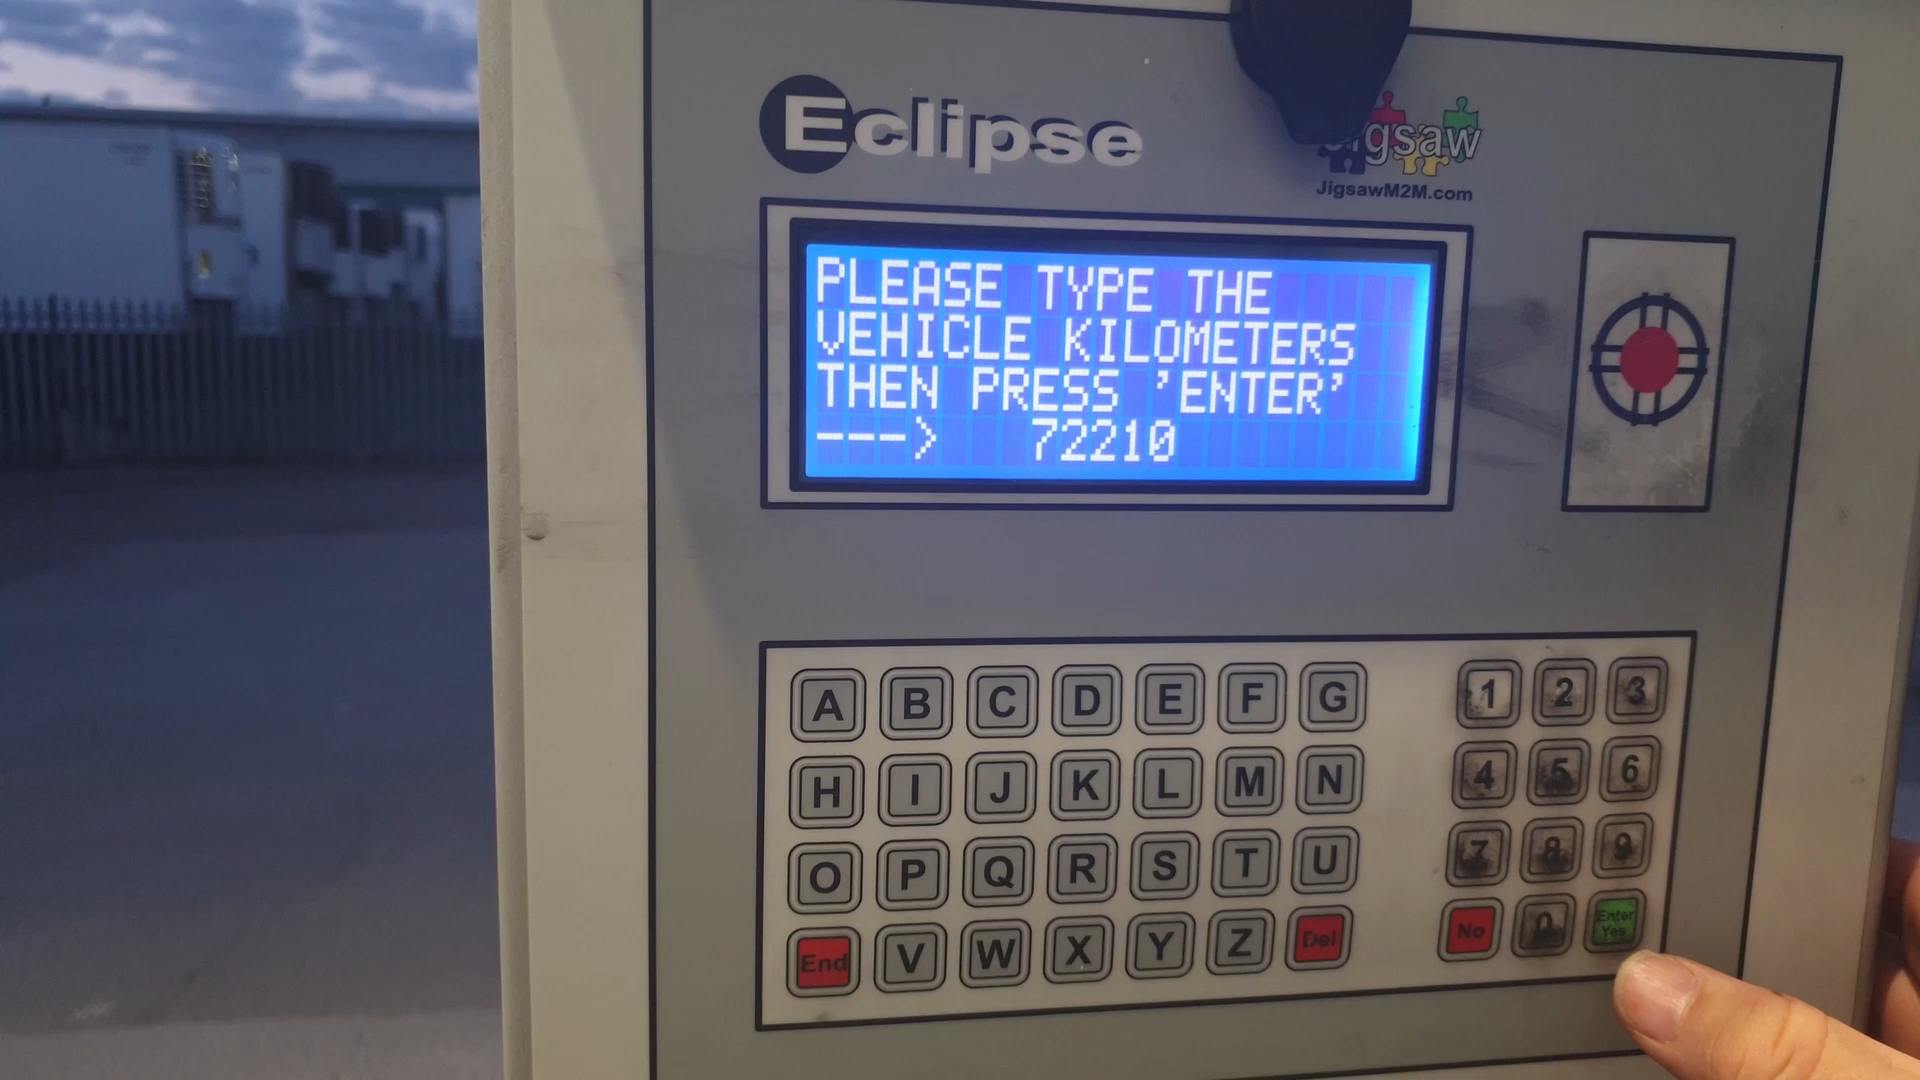 Eclipse
Jigsaw
JigsawM2M.com
PLEASE TYPE THE
VEHICLE KILOMETERS
THEN PRESS 'ENTER'
---> 72210
A B C D E F G 1 2 3
H I J K L M N 4 5 6
O P Q R S T U 7 8 9
End V W X Y Z Del No 0 Enter Yes